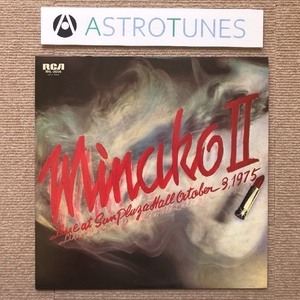 ASTROTUNES
RCA
Minako II
Live at Sun Plaza Hall October 3, 1975